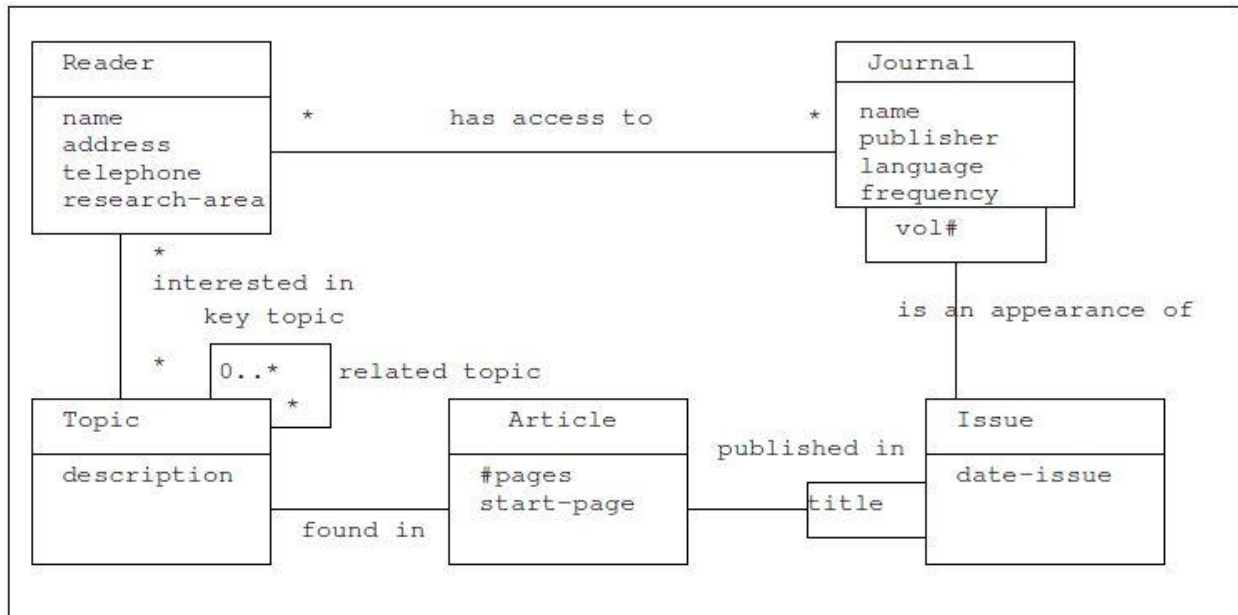 Reader
name
address
telephone
research-area
* has access to *
Journal
name
publisher
language
frequency
vol#
*
interested in
key topic
*
0..*
related topic
*
is an appearance of
Topic
description
found in
Article
#pages
start-page
published in
title
Issue
date-issue